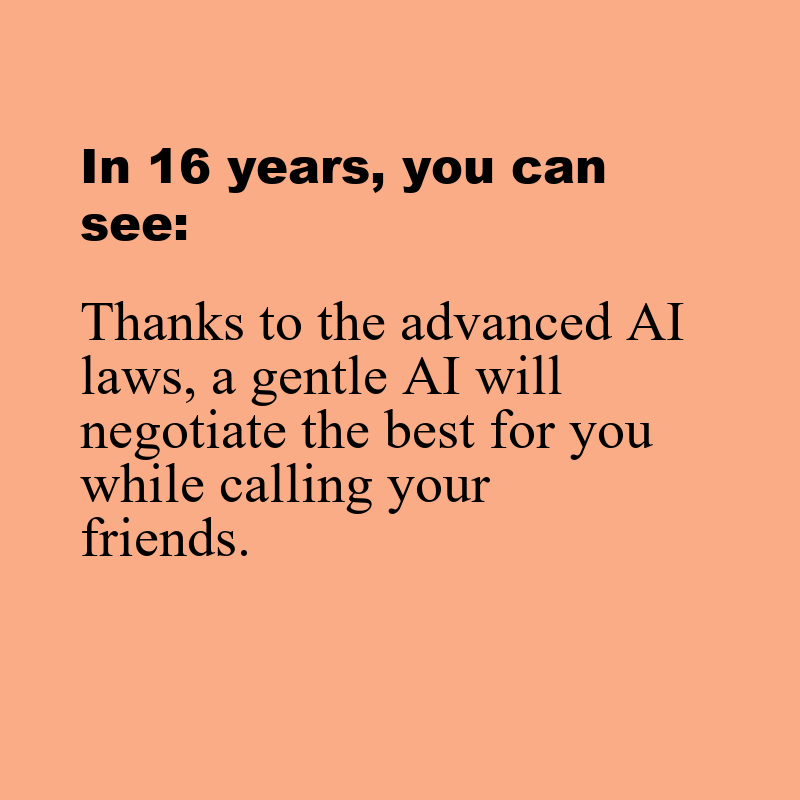 In 16 years, you can
see:
Thanks to the advanced AI
laws, a gentle AI will
negotiate the best for you
while calling your
friends.